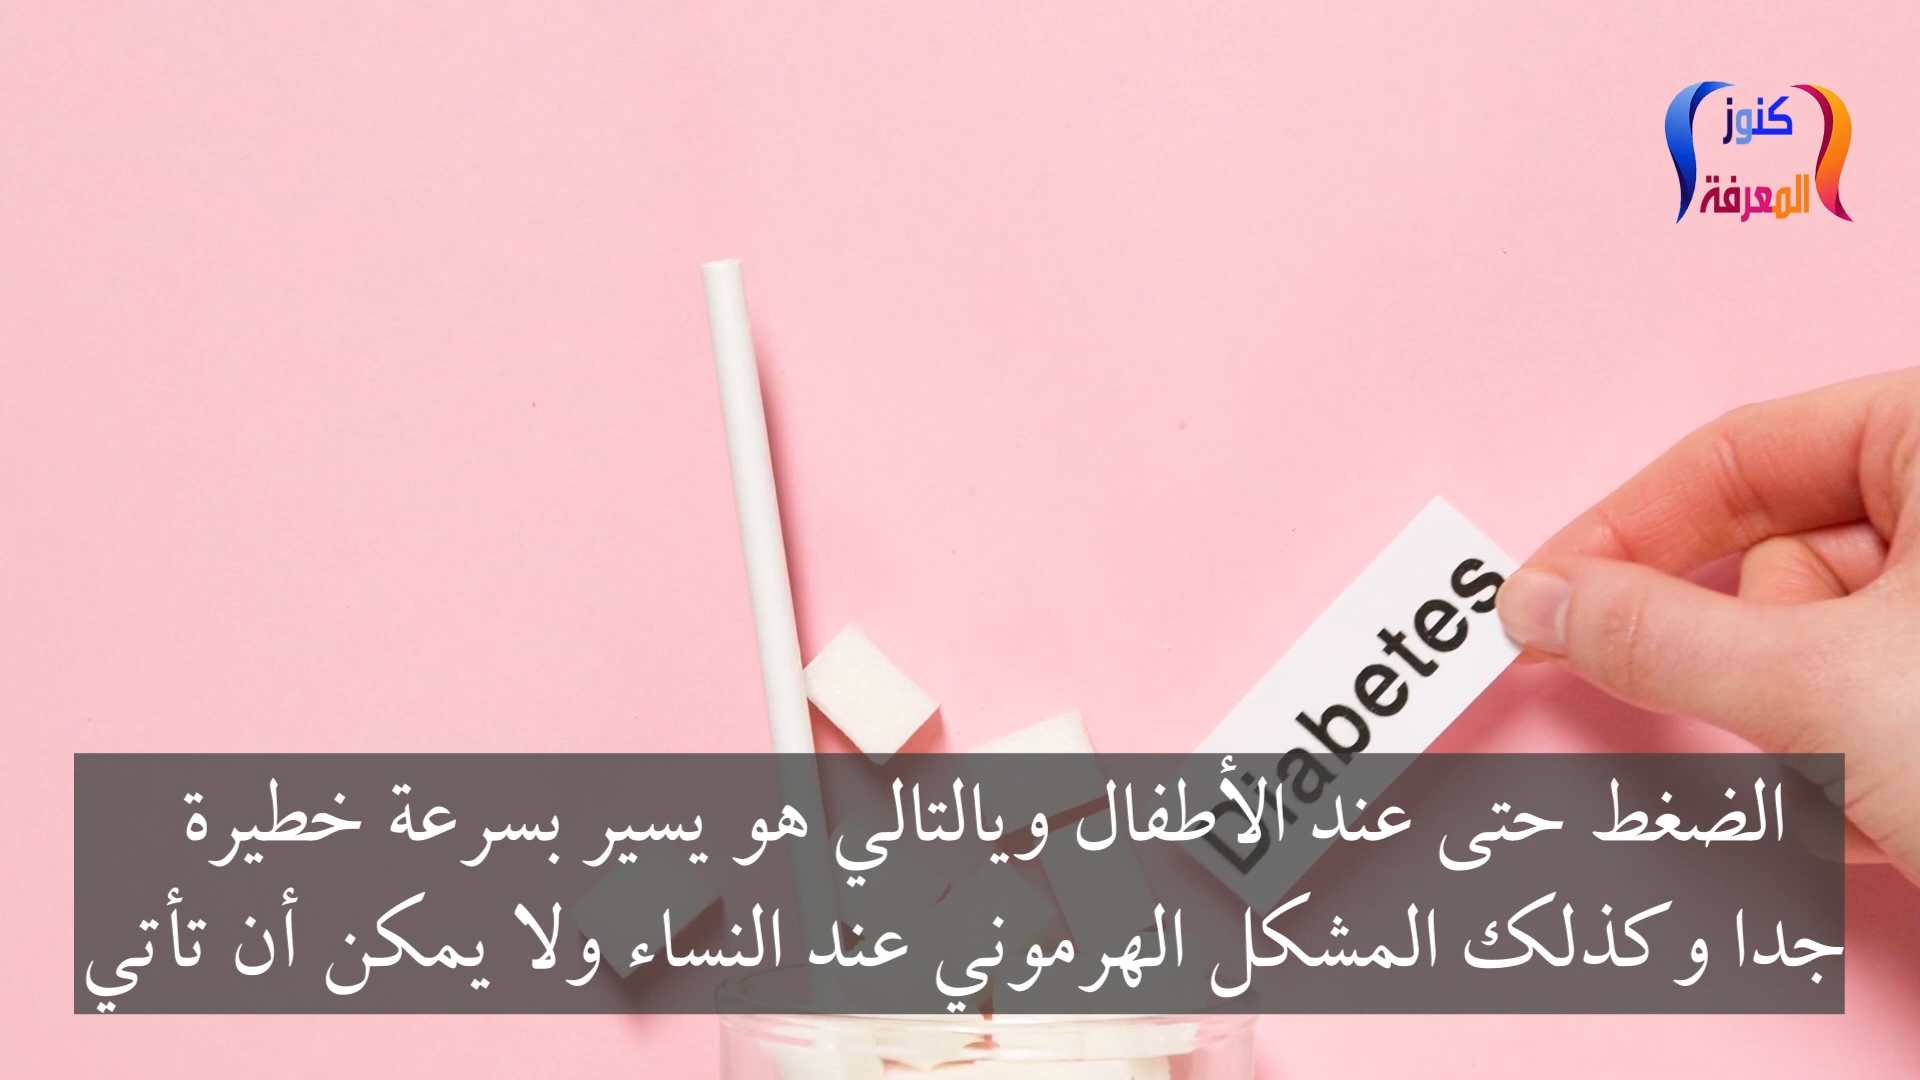 كنوز
المعرفة
Diabetes
الضغط حتى عند الأطفال ويالتالي هو يسير بسرعة خطيرة
جدا وكذلك المشكل الهرموني عند النساء ولا يمكن أن تأتي